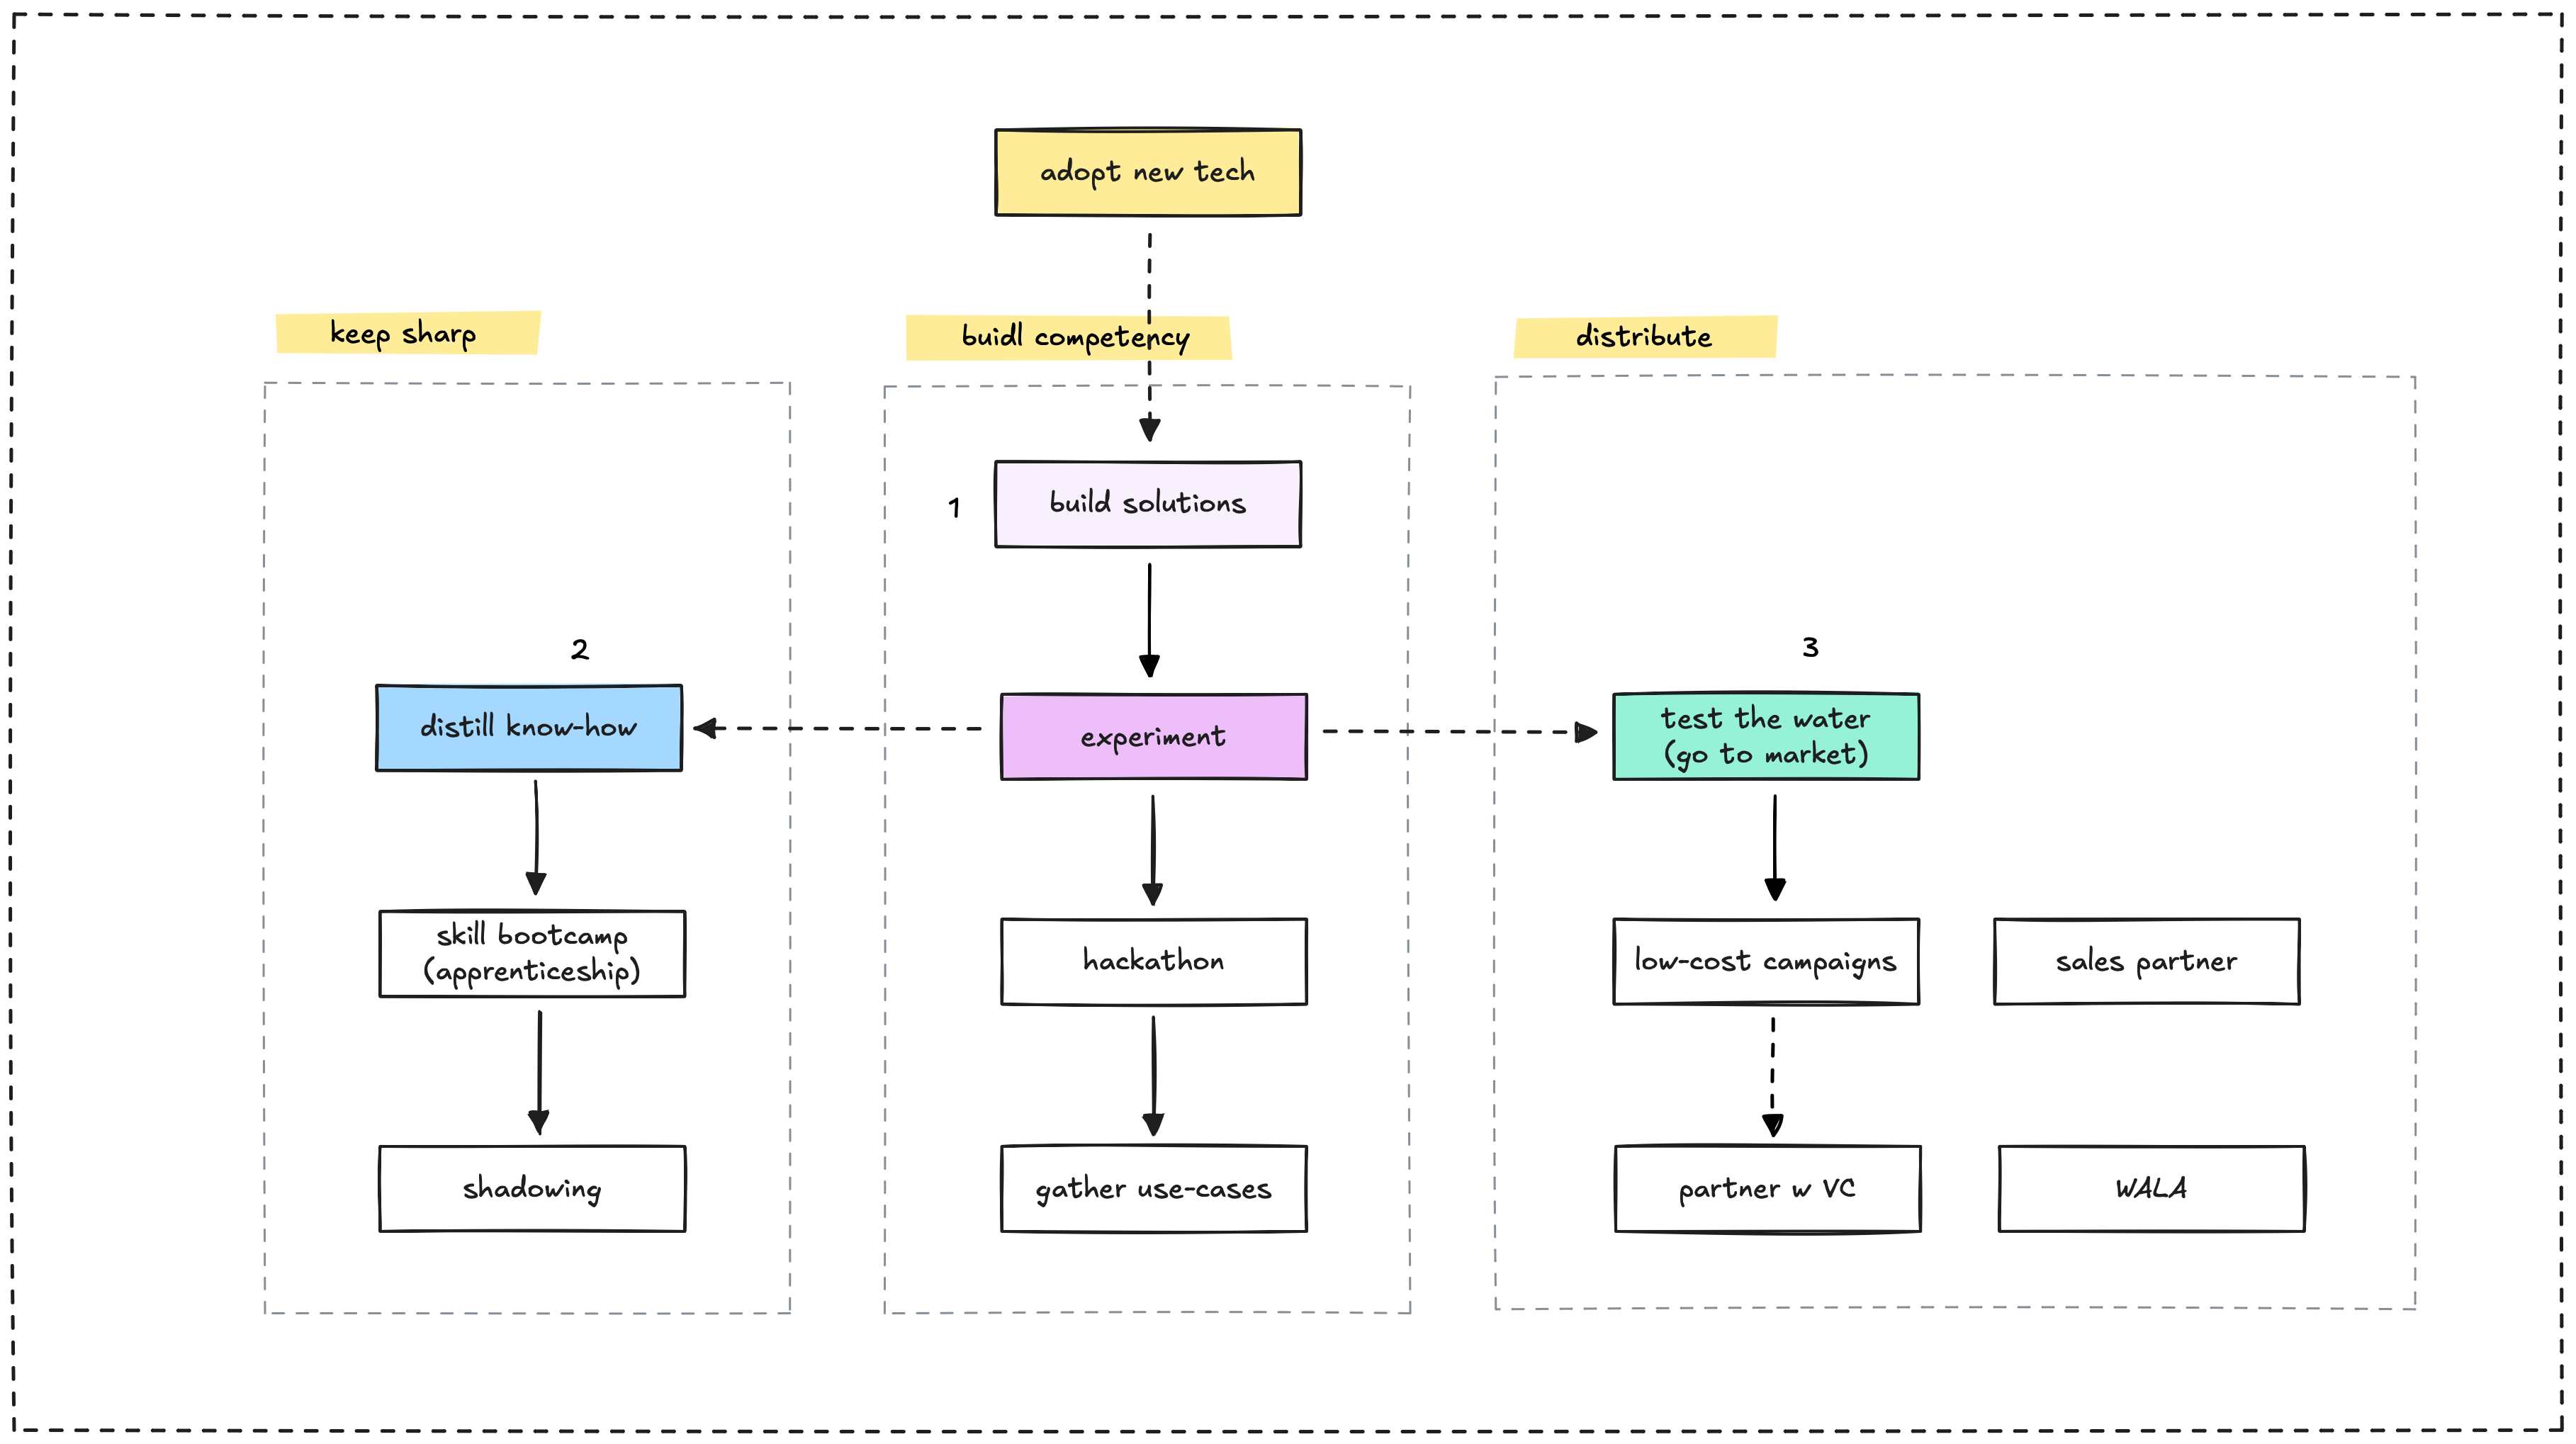 adopt new tech
keep sharp
buidl competency
distribute
1
build solutions
2
distill know-how
experiment
3
test the water
(go to market)
skill bootcamp
(apprenticeship)
hackathon
low-cost campaigns
sales partner
shadowing
gather use-cases
partner w VC
WALA